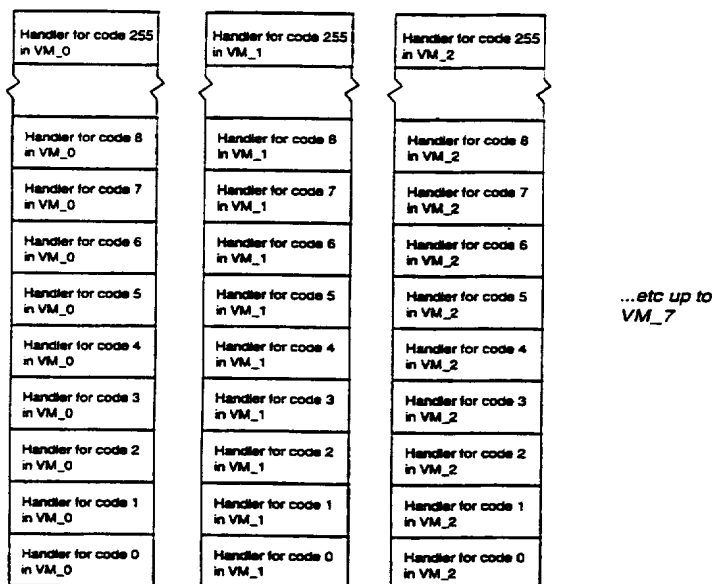 Handler for code 255
in VM_0
Handler for code 8
in VM_0
Handler for code 7
in VM_0
Handler for code 6
in VM_0
Handler for code 5
in VM_0
Handler for code 4
in VM_0
Handler for code 3
in VM_0
Handler for code 2
in VM_0
Handler for code 1
in VM_0
Handler for code 0
in VM_0
Handler for code 255
in VM_1
Handler for code 8
in VM_1
Handler for code 7
in VM_1
Handler for code 6
in VM_1
Handler for code 5
in VM_1
Handler for code 4
in VM_1
Handler for code 3
in VM_1
Handler for code 2
in VM_1
Handler for code 1
in VM_1
Handler for code 0
in VM_1
Handler for code 255
in VM_2
Handler for code 8
in VM_2
Handler for code 7
in VM_2
Handler for code 6
in VM_2
Handler for code 5
in VM_2
Handler for code 4
in VM_2
Handler for code 3
in VM_2
Handler for code 2
in VM_2
Handler for code 1
in VM_2
Handler for code 0
in VM_2
...etc up to
VM_7